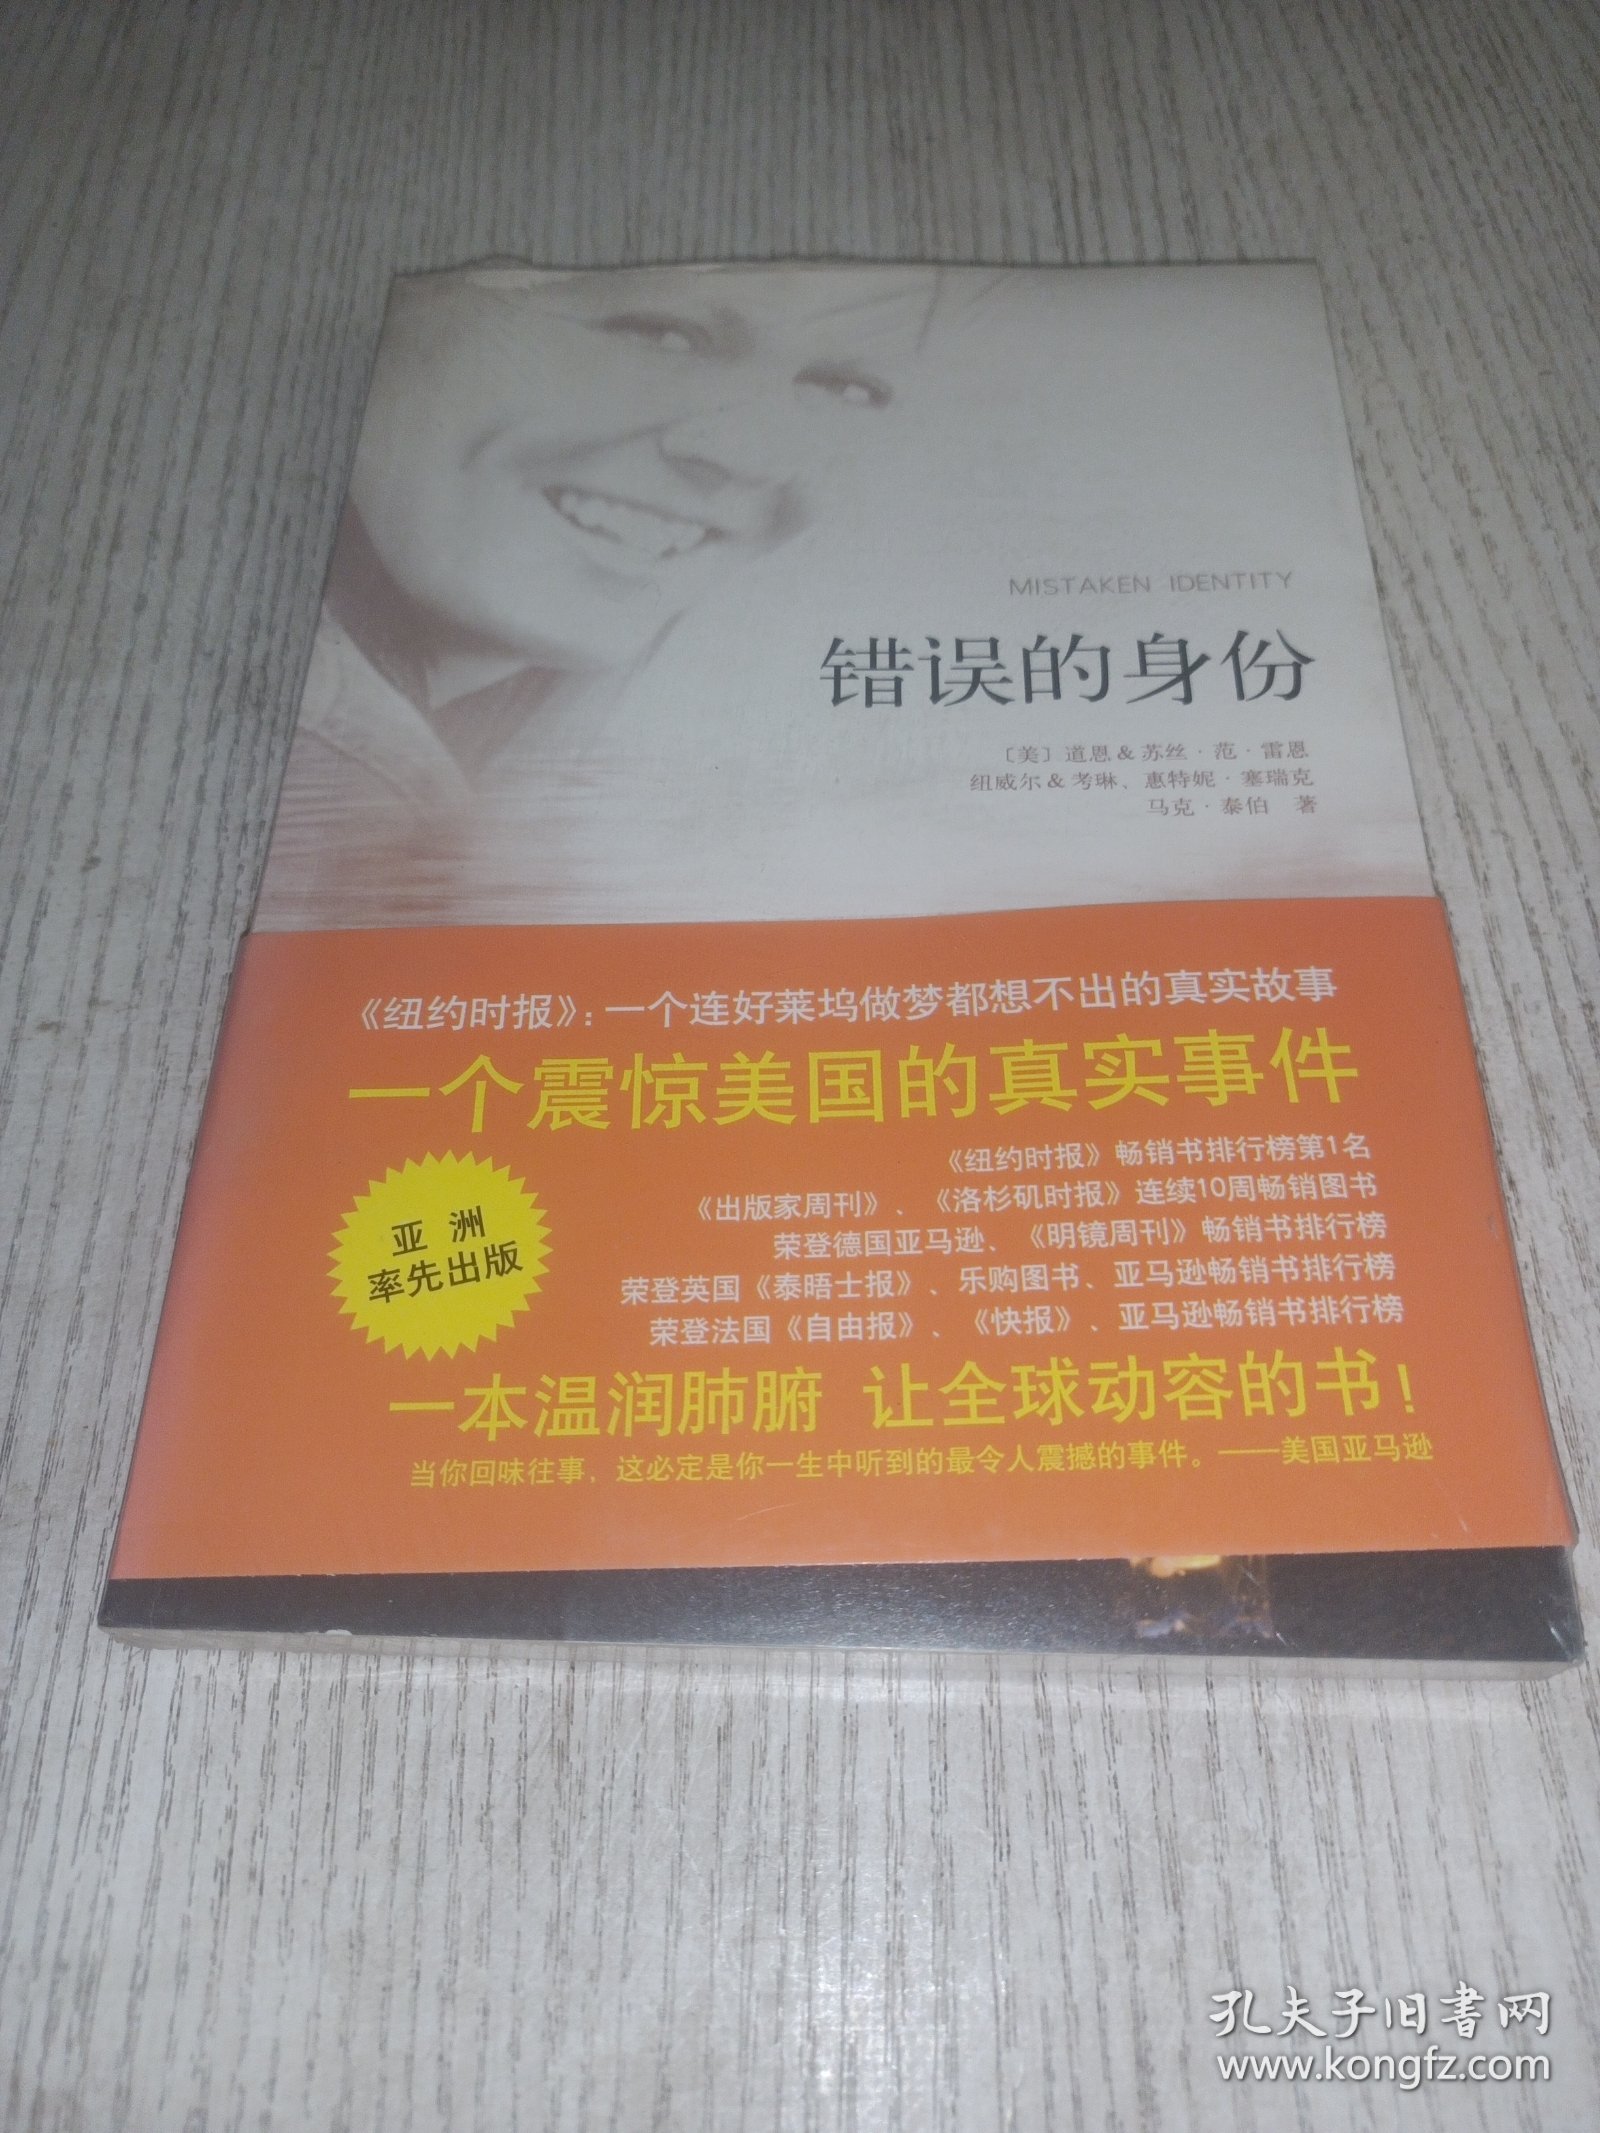 MISTAKEN IDENTITY
错误的身份
〔美〕道恩&苏丝·范·雷恩
纽威尔&考琳、惠特妮·塞瑞克
马克·泰伯 著
《纽约时报》:一个连好莱坞做梦都想不出的真实故事
一个震惊美国的真实事件
《纽约时报》畅销书排行榜第1名
《出版家周刊》、《洛杉矶时报》连续10周畅销图书
荣登德国亚马逊、《明镜周刊》畅销书排行榜
荣登英国《泰晤士报》、乐购图书、亚马逊畅销书排行榜
荣登法国《自由报》、《快报》、亚马逊畅销书排行榜
亚洲
率先出版
一本温润肺腑 让全球动容的书!
当你回味往事,这必定是你一生中听到的最令人震撼的事件。——美国亚马逊
孔夫子旧书网
www.kongfz.com